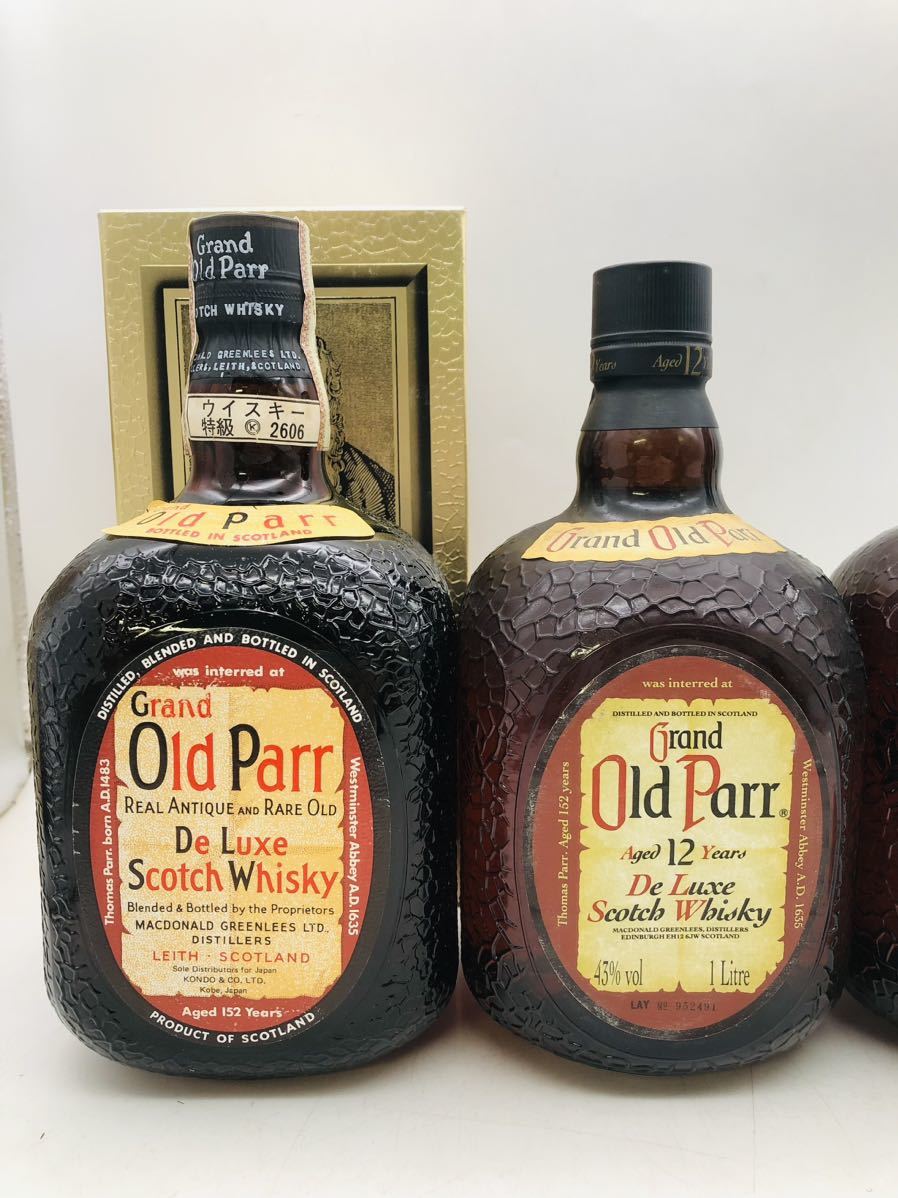 Grand
Old Parr
WHISKY
GREENLEES LTD.
LEITH, SCOTLAND
ウイスキー
特級 Ⓚ 2606
Grand
Old Parr
BOTTLED IN SCOTLAND
DISTILLED, BLENDED AND BOTTLED IN SCOTLAND
was interred at
Thomas Parr. born A.D.1483
Westminster Abbey A.D.1635
Grand
Old Parr
REAL ANTIQUE AND RARE OLD
De Luxe
Scotch Whisky
Blended & Bottled by the Proprietors
MACDONALD GREENLEES LTD.,
DISTILLERS
LEITH · SCOTLAND
Sole Distributors for Japan
KONDO & CO., LTD.
Kobe, Japan
Aged 152 Years
PRODUCT OF SCOTLAND
Years Aged 12
Grand Old Parr
was interred at
Thomas Parr. Aged 152 years
Westminster Abbey A.D. 1635
DISTILLED AND BOTTLED IN SCOTLAND
Grand
Old Parr®
Aged 12 Years
De Luxe
Scotch Whisky
MACDONALD GREENLEES, DISTILLERS
EDINBURGH EH12 6JW SCOTLAND
43% vol 1 Litre
LAY Nº 952491